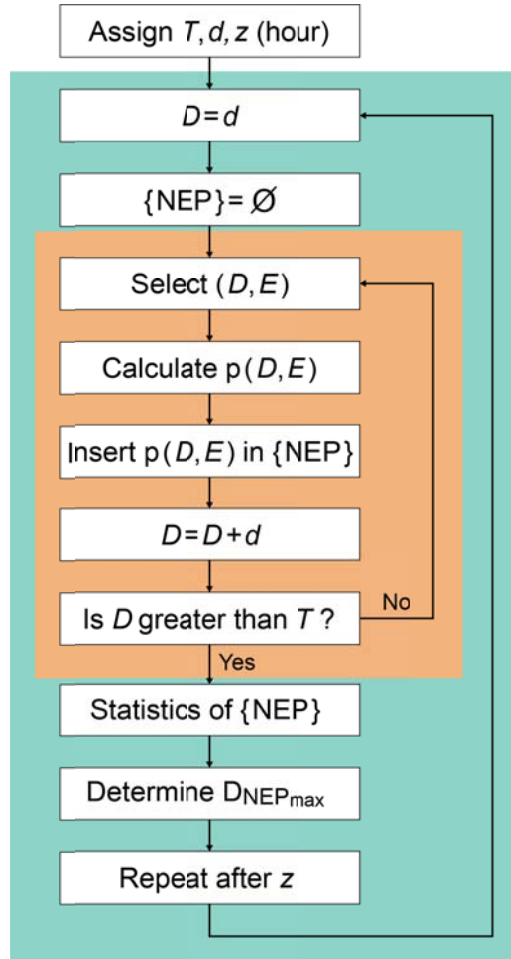 Assign T, d, z (hour)
D=d
{NEP}=∅
Select (D,E)
Calculate p(D,E)
Insert p(D,E) in {NEP}
D=D+d
Is D greater than T?
No
Yes
Statistics of {NEP}
Determine D_NEP_max
Repeat after z